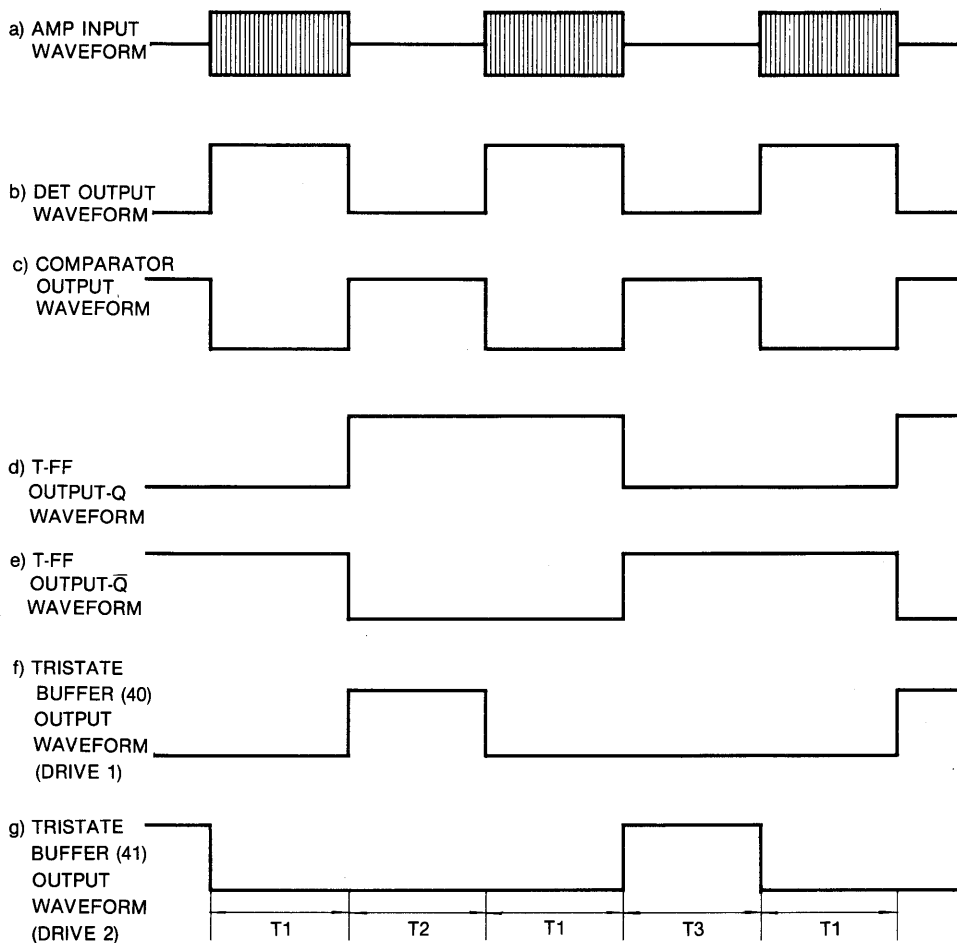 a) AMP INPUT
WAVEFORM
b) DET OUTPUT
WAVEFORM
c) COMPARATOR
OUTPUT
WAVEFORM
d) T-FF
OUTPUT-Q
WAVEFORM
e) T-FF
OUTPUT-Q̅
WAVEFORM
f) TRISTATE
BUFFER (40)
OUTPUT
WAVEFORM
(DRIVE 1)
g) TRISTATE
BUFFER (41)
OUTPUT
WAVEFORM
(DRIVE 2)
T1 T2 T1 T3 T1